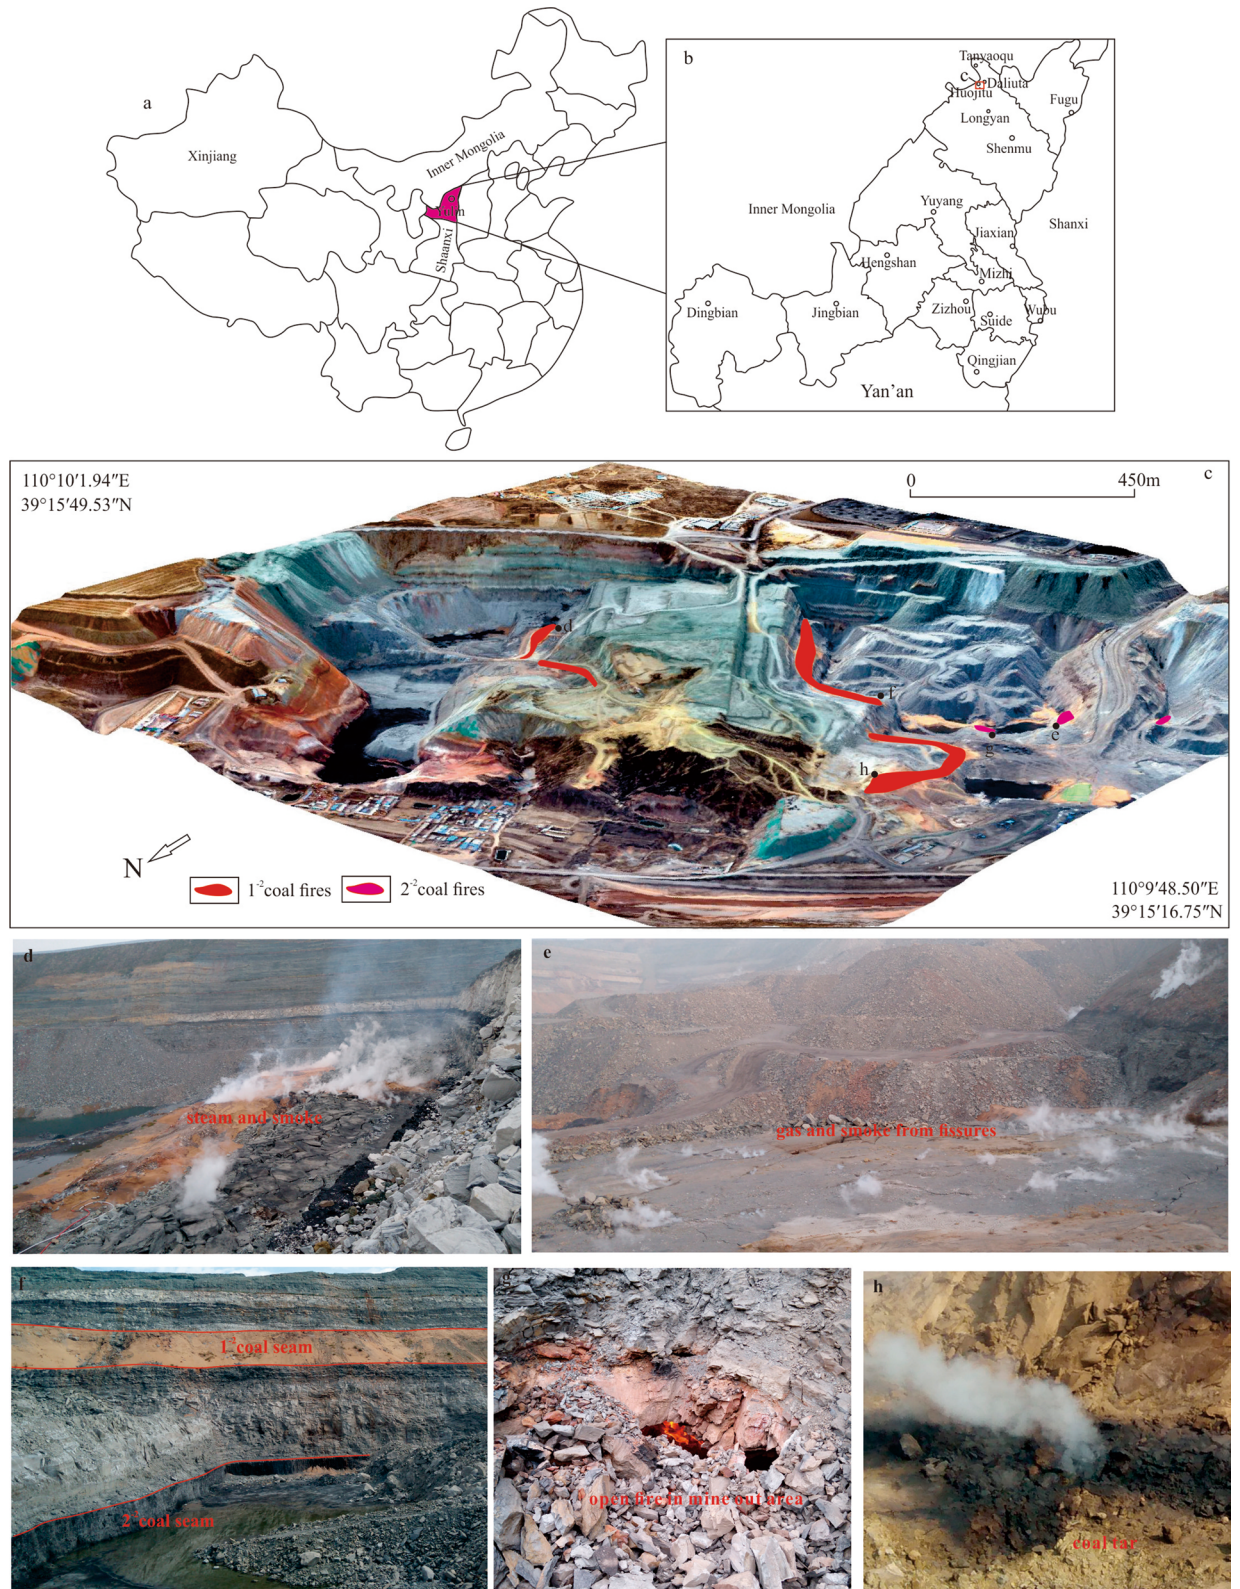 a
Xinjiang
Inner Mongolia
Yulin
Shaanxi
b
Tanyaoqu
c
Daliuta
Huojitu
Fugu
Longyan
Shenmu
Yuyang
Inner Mongolia
Shanxi
Jiaxian
Hengshan
Mizhi
Dingbian
Jingbian
Zizhou
Suide
Wubu
Qingjian
Yan'an
110°10′1.94″E
39°15′49.53″N
0 450m
c
d
f
e
g
h
N
1⁻²coal fires
2⁻²coal fires
110°9′48.50″E
39°15′16.75″N
d
steam and smoke
e
gas and smoke from fissures
f
1⁻²coal seam
2⁻²coal seam
g
open fire in mine out area
h
coal tar